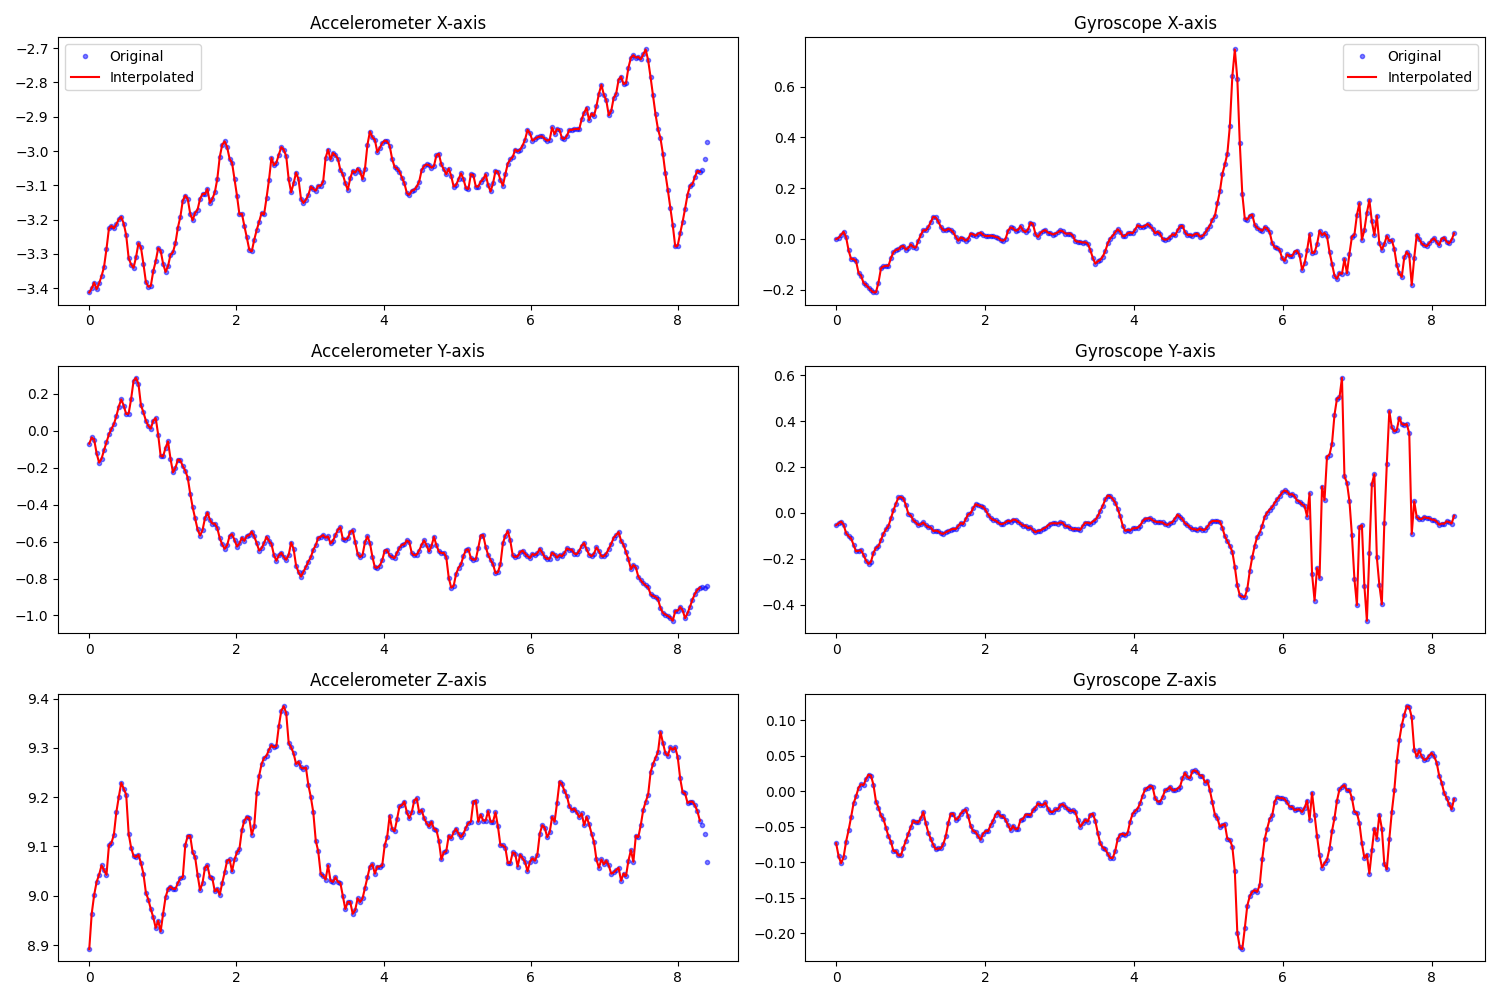 Accelerometer X-axis
Original
Interpolated
−2.7
−2.8
−2.9
−3.0
−3.1
−3.2
−3.3
−3.4
0 2 4 6 8
Gyroscope X-axis
Original
Interpolated
0.6
0.4
0.2
0.0
−0.2
0 2 4 6 8
Accelerometer Y-axis
0.2
0.0
−0.2
−0.4
−0.6
−0.8
−1.0
0 2 4 6 8
Gyroscope Y-axis
0.6
0.4
0.2
0.0
−0.2
−0.4
0 2 4 6 8
Accelerometer Z-axis
9.4
9.3
9.2
9.1
9.0
8.9
0 2 4 6 8
Gyroscope Z-axis
0.10
0.05
0.00
−0.05
−0.10
−0.15
−0.20
0 2 4 6 8